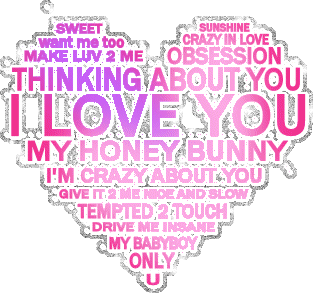 SWEET
want me too
MAKE LUV 2 ME
SUNSHINE
CRAZY IN LOVE
OBSESSION
THINKING ABOUT YOU
I LOVE YOU
MY HONEY BUNNY
I'M CRAZY ABOUT YOU
GIVE IT 2 ME NICE AND SLOW
TEMPTED 2 TOUCH
DRIVE ME INSANE
MY BABYBOY
ONLY
U